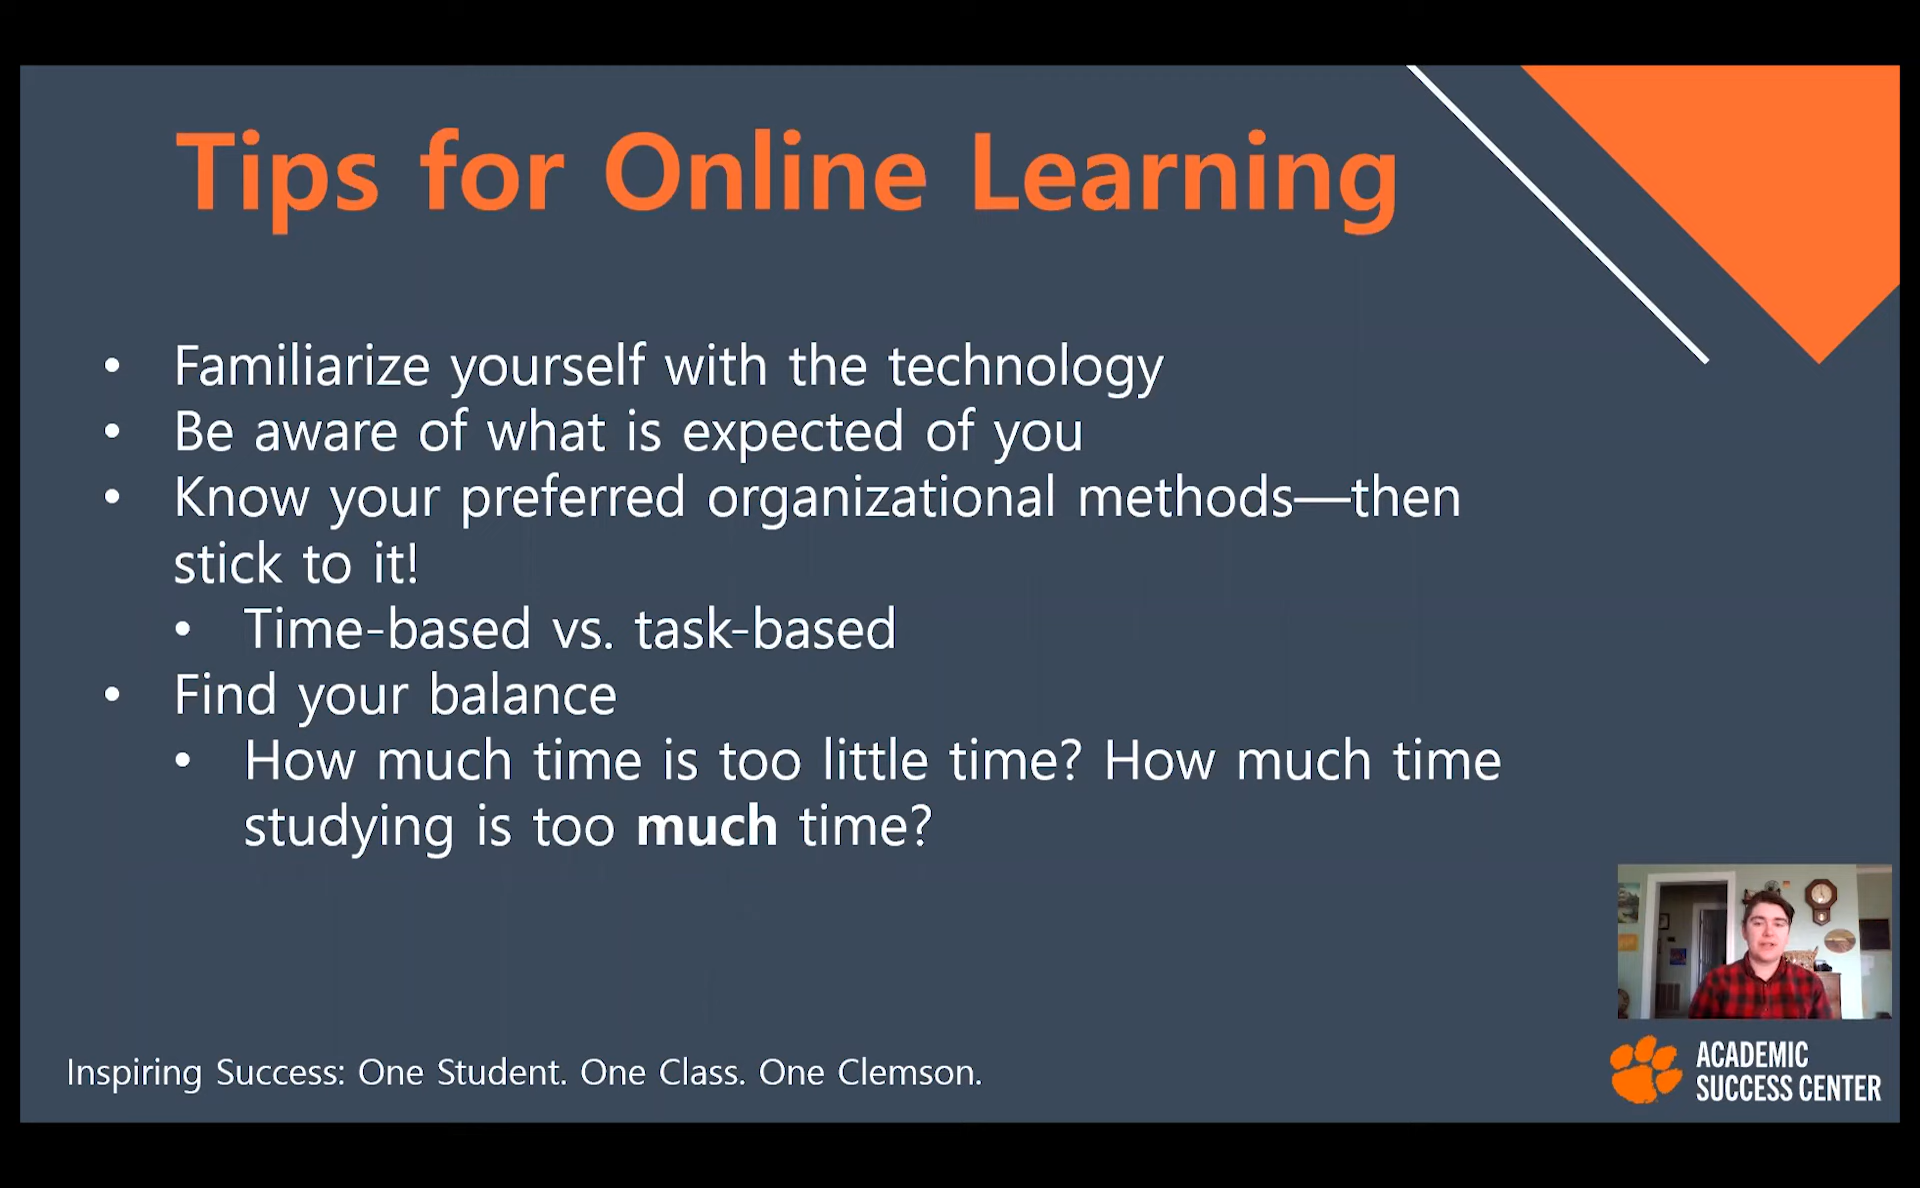 Tips for Online Learning
• Familiarize yourself with the technology
• Be aware of what is expected of you
• Know your preferred organizational methods—then
stick to it!
• Time-based vs. task-based
• Find your balance
• How much time is too little time? How much time
studying is too much time?
Inspiring Success: One Student. One Class. One Clemson.
ACADEMIC
SUCCESS CENTER